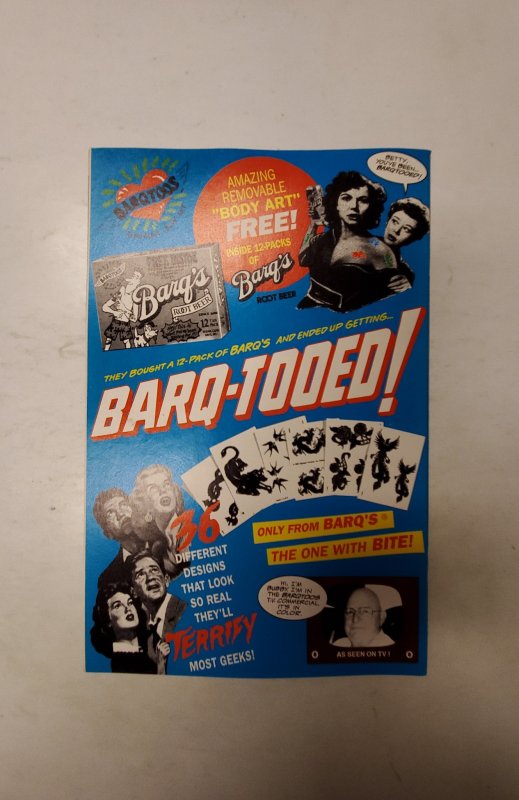 BARQTOOS
AMAZING
REMOVABLE
"BODY ART"
FREE!
INSIDE 12-PACKS
OF
Barq's
ROOT BEER
BETTY,
YOU'VE BEEN...
BARQTOOED!
Barq's
ROOT BEER
12
THEY BOUGHT A 12-PACK OF BARQ'S AND ENDED UP GETTING...
BARQ-TOOED!
36
DIFFERENT
DESIGNS
THAT LOOK
SO REAL
THEY'LL
TERRIFY
MOST GEEKS!
ONLY FROM BARQ'S®
THE ONE WITH BITE!
HI, I'M
BUBBY. I'M IN
THE BARQTOOS
T.V. COMMERCIAL.
IT'S IN
COLOR.
AS SEEN ON TV!